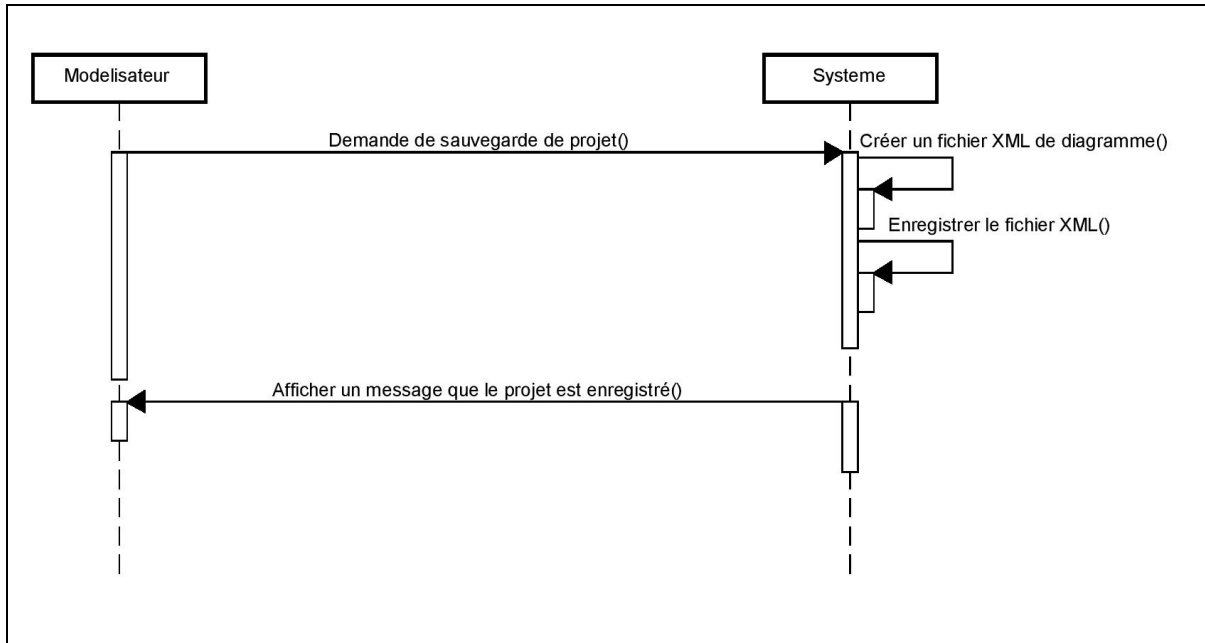 Modelisateur
Systeme
Demande de sauvegarde de projet()
Créer un fichier XML de diagramme()
Enregistrer le fichier XML()
Afficher un message que le projet est enregistré()